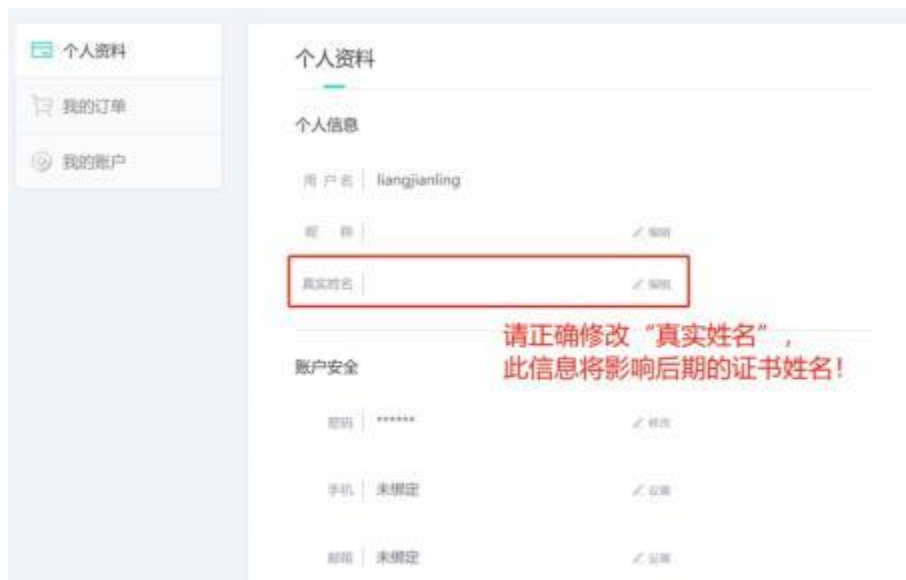 个人资料
我的订单
我的账户
个人资料
个人信息
用户名 liangjianling
昵 称 编辑
真实姓名 编辑
请正确修改“真实姓名”,
此信息将影响后期的证书姓名!
账户安全
密码 ****** 修改
手机 未绑定 设置
邮箱 未绑定 设置